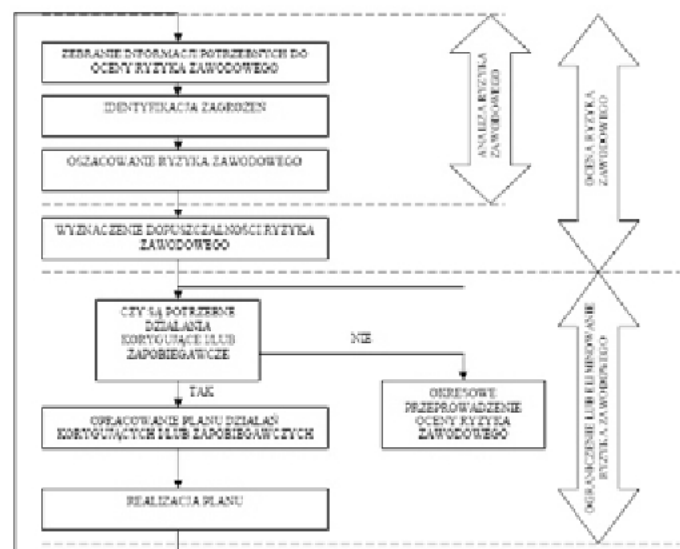 ZEBRANIE INFORMACJI POTRZEBNYCH DO
OCENY RYZYKA ZAWODOWEGO
IDENTYFIKACJA ZAGROŻEŃ
OSZACOWANIE RYZYKA ZAWODOWEGO
WYZNACZENIE DOPUSZCZALNOŚCI RYZYKA
ZAWODOWEGO
CZY SĄ POTRZEBNE
DZIAŁANIA
KORYGUJĄCE I/LUB
ZAPOBIEGAWCZE
NIE
TAK
OKRESOWE
PRZEPROWADZENIE
OCENY RYZYKA
ZAWODOWEGO
OPRACOWANIE PLANU DZIAŁAŃ
KORYGUJĄCYCH I/LUB ZAPOBIEGAWCZYCH
REALIZACJA PLANU
ANALIZA RYZYKA
ZAWODOWEGO
OCENA RYZYKA
ZAWODOWEGO
OGRANICZENIE LUB ELIMINOWANIE
RYZYKA ZAWODOWEGO